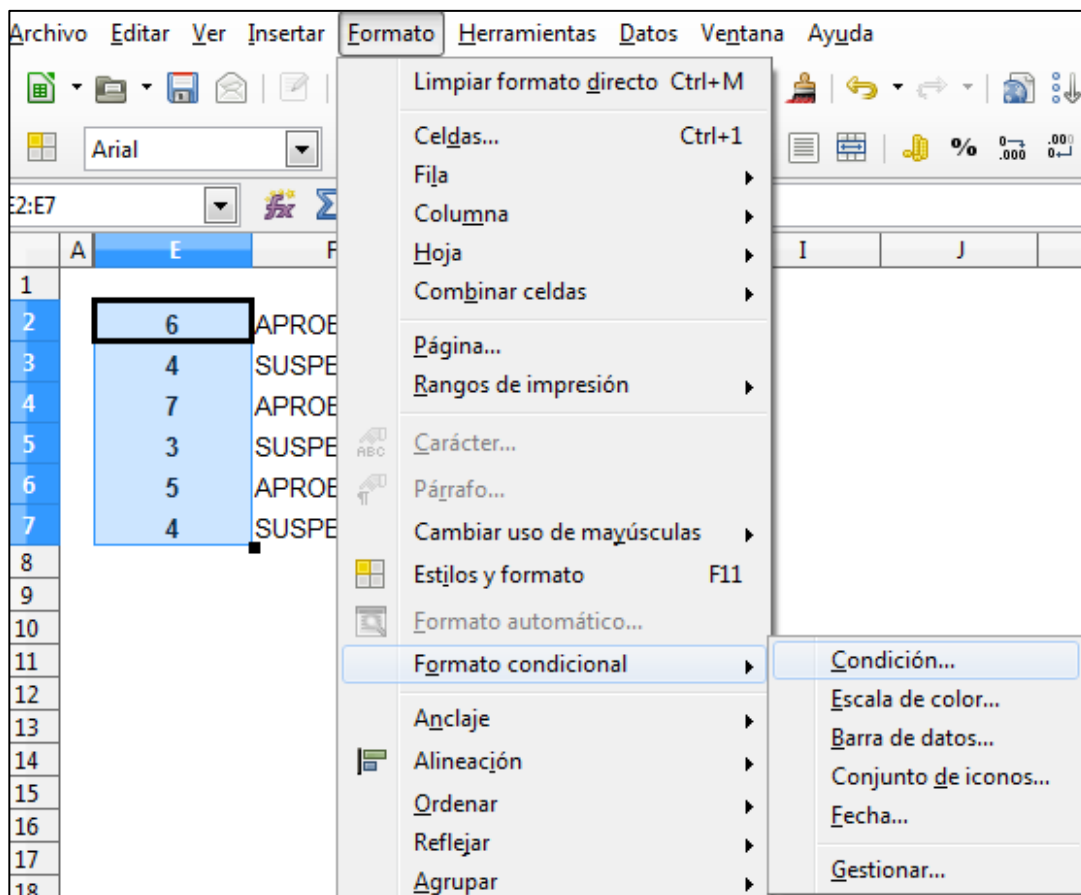 Archivo Editar Ver Insertar Formato Herramientas Datos Ventana Ayuda
Limpiar formato directo Ctrl+M
Arial
Celdas... Ctrl+1
% 
E2:E7
Fila
Columna
A E F I J
Hoja
1
Combinar celdas
2 6 APROB
3 4 SUSPE
Página...
4 7 APROB
Rangos de impresión
5 3 SUSPE
ABC Carácter...
6 5 APROB
Párrafo...
7 4 SUSPE
Cambiar uso de mayúsculas
8
Estilos y formato F11
9
10
Formato automático...
11
Formato condicional
Condición...
12
Escala de color...
13
Anclaje
Barra de datos...
14
Alineación
Conjunto de iconos...
15
Ordenar
Fecha...
16
17
Reflejar
Gestionar...
18
Agrupar